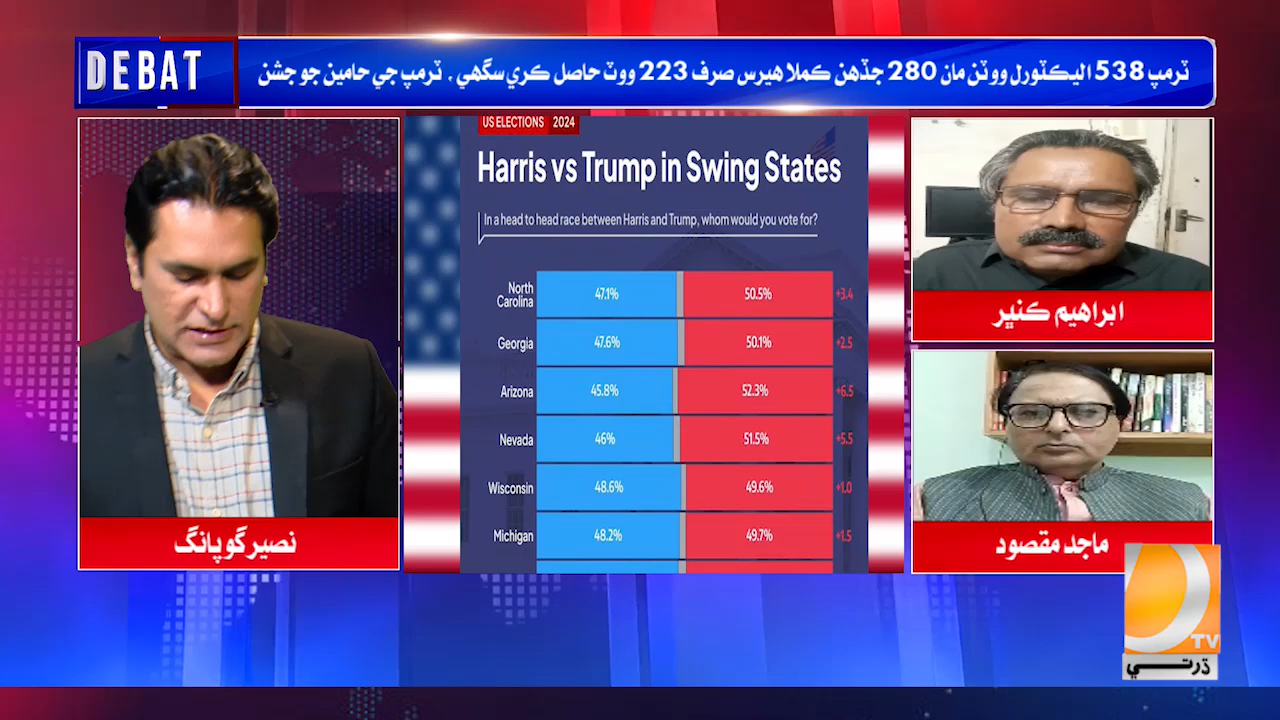 DEBAT
ٽرمپ 538 اليڪٽورل ووٽن مان 280 جڏهن ڪملا هيرس صرف 223 ووٽ حاصل ڪري سگهي . ٽرمپ جي حامين جو جشن
US ELECTIONS 2024
Harris vs Trump in Swing States
In a head to head race between Harris and Trump, whom would you vote for?
North Carolina 47.1% 50.5% +3.4
Georgia 47.6% 50.1% +2.5
Arizona 45.8% 52.3% +6.5
Nevada 46% 51.5% +5.5
Wisconsin 48.6% 49.6% +1.0
Michigan 48.2% 49.7% +1.5
نصير گوپانگ
ابراهيم ڪنڀر
ماجد مقصود
TV
ڌرتي